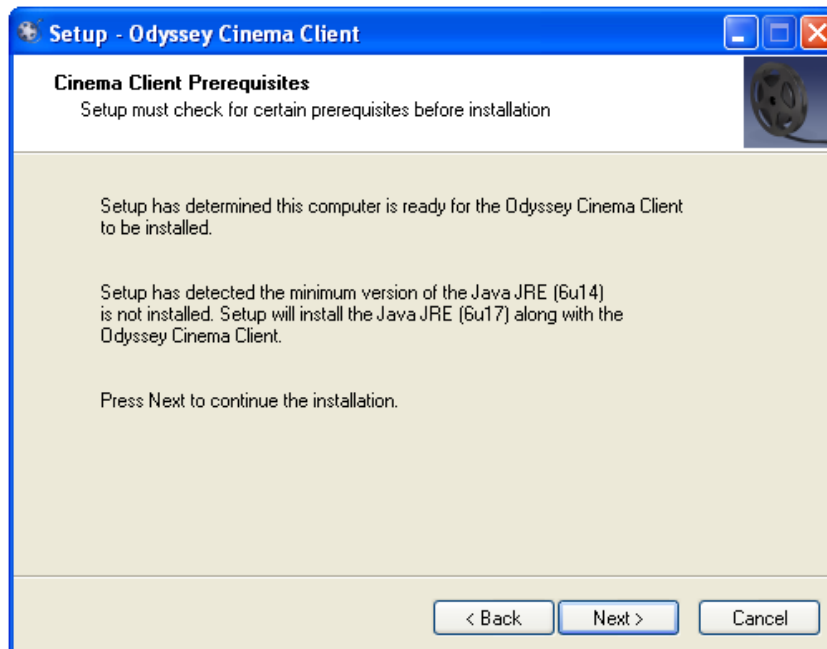 Setup - Odyssey Cinema Client
Cinema Client Prerequisites
Setup must check for certain prerequisites before installation
Setup has determined this computer is ready for the Odyssey Cinema Client
to be installed.
Setup has detected the minimum version of the Java JRE (6u14)
is not installed. Setup will install the Java JRE (6u17) along with the
Odyssey Cinema Client.
Press Next to continue the installation.
< Back
Next >
Cancel